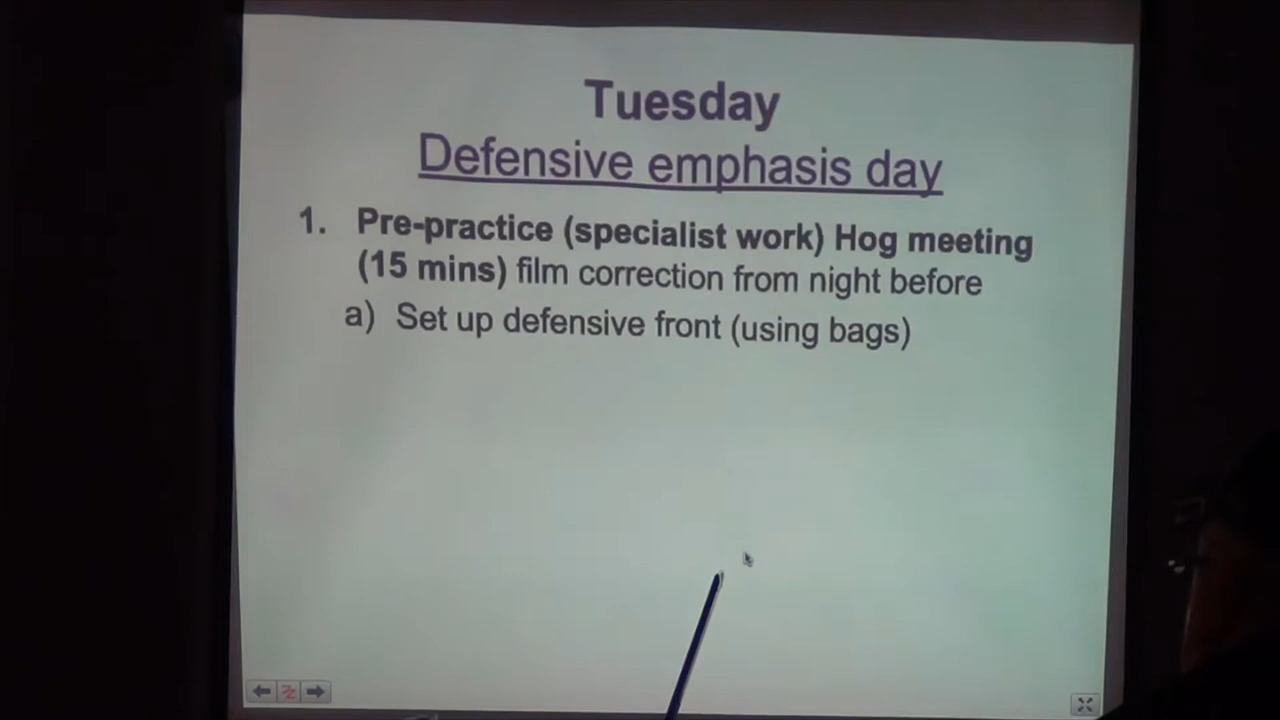 Tuesday
Defensive emphasis day
1. Pre-practice (specialist work) Hog meeting
(15 mins) film correction from night before
a) Set up defensive front (using bags)